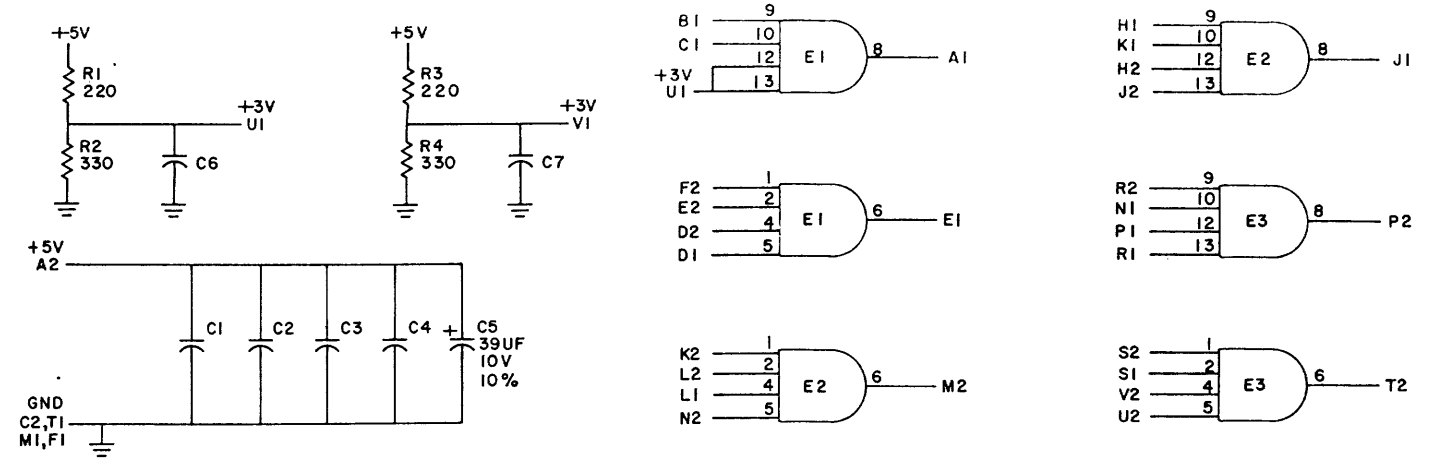 +5V
R1
220
+3V
U1
R2
330
C6
+5V
R3
220
+3V
V1
R4
330
C7
+5V
A2
C1
C2
C3
C4
+ C5
39UF
10V
10%
GND
C2,T1
M1,F1
B1 9
C1 10
12
+3V
U1 13
E1
8 A1
F2 1
E2 2
D2 4
D1 5
E1
6 E1
K2 1
L2 2
L1 4
N2 5
E2
6 M2
H1 9
K1 10
H2 12
J2 13
E2
8 J1
R2 9
N1 10
P1 12
R1 13
E3
8 P2
S2 1
S1 2
V2 4
U2 5
E3
6 T2